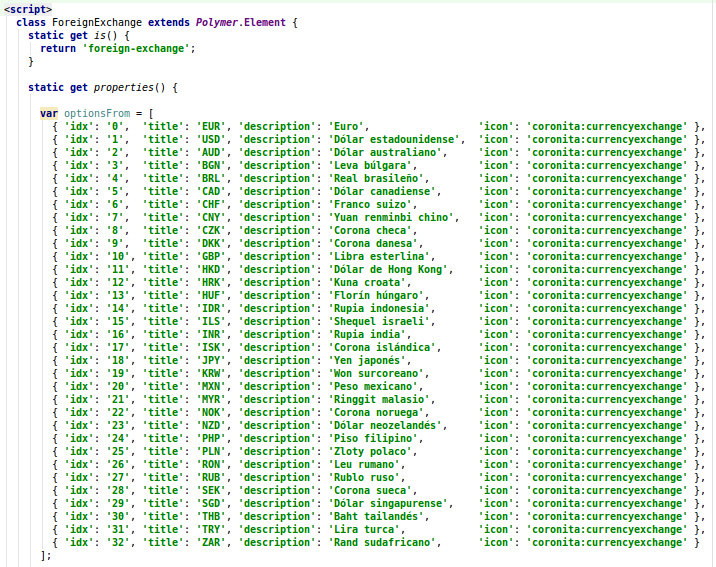 <script>
class ForeignExchange extends Polymer.Element {
static get is() {
return 'foreign-exchange';
}
static get properties() {
var optionsFrom = [
{ 'idx': '0', 'title': 'EUR', 'description': 'Euro', 'icon': 'coronita:currencyexchange' },
{ 'idx': '1', 'title': 'USD', 'description': 'Dólar estadounidense', 'icon': 'coronita:currencyexchange' },
{ 'idx': '2', 'title': 'AUD', 'description': 'Dólar australiano', 'icon': 'coronita:currencyexchange' },
{ 'idx': '3', 'title': 'BGN', 'description': 'Leva búlgara', 'icon': 'coronita:currencyexchange' },
{ 'idx': '4', 'title': 'BRL', 'description': 'Real brasileño', 'icon': 'coronita:currencyexchange' },
{ 'idx': '5', 'title': 'CAD', 'description': 'Dólar canadiense', 'icon': 'coronita:currencyexchange' },
{ 'idx': '6', 'title': 'CHF', 'description': 'Franco suizo', 'icon': 'coronita:currencyexchange' },
{ 'idx': '7', 'title': 'CNY', 'description': 'Yuan renminbi chino', 'icon': 'coronita:currencyexchange' },
{ 'idx': '8', 'title': 'CZK', 'description': 'Corona checa', 'icon': 'coronita:currencyexchange' },
{ 'idx': '9', 'title': 'DKK', 'description': 'Corona danesa', 'icon': 'coronita:currencyexchange' },
{ 'idx': '10', 'title': 'GBP', 'description': 'Libra esterlina', 'icon': 'coronita:currencyexchange' },
{ 'idx': '11', 'title': 'HKD', 'description': 'Dólar de Hong Kong', 'icon': 'coronita:currencyexchange' },
{ 'idx': '12', 'title': 'HRK', 'description': 'Kuna croata', 'icon': 'coronita:currencyexchange' },
{ 'idx': '13', 'title': 'HUF', 'description': 'Florín húngaro', 'icon': 'coronita:currencyexchange' },
{ 'idx': '14', 'title': 'IDR', 'description': 'Rupia indonesia', 'icon': 'coronita:currencyexchange' },
{ 'idx': '15', 'title': 'ILS', 'description': 'Shequel israelí', 'icon': 'coronita:currencyexchange' },
{ 'idx': '16', 'title': 'INR', 'description': 'Rupia india', 'icon': 'coronita:currencyexchange' },
{ 'idx': '17', 'title': 'ISK', 'description': 'Corona islándica', 'icon': 'coronita:currencyexchange' },
{ 'idx': '18', 'title': 'JPY', 'description': 'Yen japonés', 'icon': 'coronita:currencyexchange' },
{ 'idx': '19', 'title': 'KRW', 'description': 'Won surcoreano', 'icon': 'coronita:currencyexchange' },
{ 'idx': '20', 'title': 'MXN', 'description': 'Peso mexicano', 'icon': 'coronita:currencyexchange' },
{ 'idx': '21', 'title': 'MYR', 'description': 'Ringgit malasio', 'icon': 'coronita:currencyexchange' },
{ 'idx': '22', 'title': 'NOK', 'description': 'Corona noruega', 'icon': 'coronita:currencyexchange' },
{ 'idx': '23', 'title': 'NZD', 'description': 'Dólar neozelandés', 'icon': 'coronita:currencyexchange' },
{ 'idx': '24', 'title': 'PHP', 'description': 'Piso filipino', 'icon': 'coronita:currencyexchange' },
{ 'idx': '25', 'title': 'PLN', 'description': 'Zloty polaco', 'icon': 'coronita:currencyexchange' },
{ 'idx': '26', 'title': 'RON', 'description': 'Leu rumano', 'icon': 'coronita:currencyexchange' },
{ 'idx': '27', 'title': 'RUB', 'description': 'Rublo ruso', 'icon': 'coronita:currencyexchange' },
{ 'idx': '28', 'title': 'SEK', 'description': 'Corona sueca', 'icon': 'coronita:currencyexchange' },
{ 'idx': '29', 'title': 'SGD', 'description': 'Dólar singapurense', 'icon': 'coronita:currencyexchange' },
{ 'idx': '30', 'title': 'THB', 'description': 'Baht tailandés', 'icon': 'coronita:currencyexchange' },
{ 'idx': '31', 'title': 'TRY', 'description': 'Lira turca', 'icon': 'coronita:currencyexchange' },
{ 'idx': '32', 'title': 'ZAR', 'description': 'Rand sudafricano', 'icon': 'coronita:currencyexchange' }
];